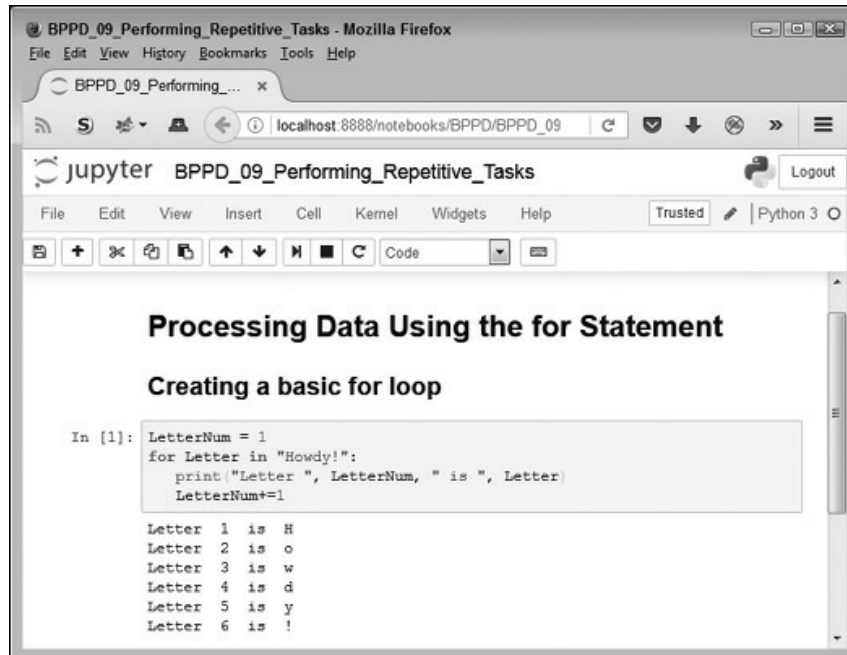 BPPD_09_Performing_Repetitive_Tasks - Mozilla Firefox
File Edit View History Bookmarks Tools Help
BPPD_09_Performing_... ×
S localhost:8888/notebooks/BPPD/BPPD_09 »
jupyter BPPD_09_Performing_Repetitive_Tasks Logout
File Edit View Insert Cell Kernel Widgets Help Trusted Python 3
Code
Processing Data Using the for Statement
Creating a basic for loop
In [1]: LetterNum = 1
for Letter in "Howdy!":
print("Letter ", LetterNum, " is ", Letter)
LetterNum+=1
Letter 1 is H
Letter 2 is o
Letter 3 is w
Letter 4 is d
Letter 5 is y
Letter 6 is !